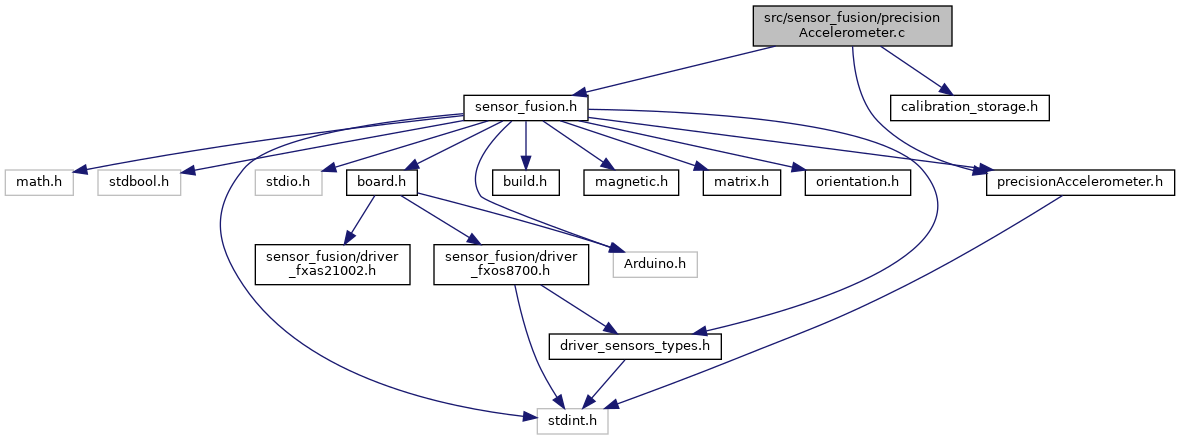 src/sensor_fusion/precision
Accelerometer.c
sensor_fusion.h
calibration_storage.h
math.h
stdbool.h
stdio.h
board.h
build.h
magnetic.h
matrix.h
orientation.h
precisionAccelerometer.h
sensor_fusion/driver
_fxas21002.h
sensor_fusion/driver
_fxos8700.h
Arduino.h
driver_sensors_types.h
stdint.h